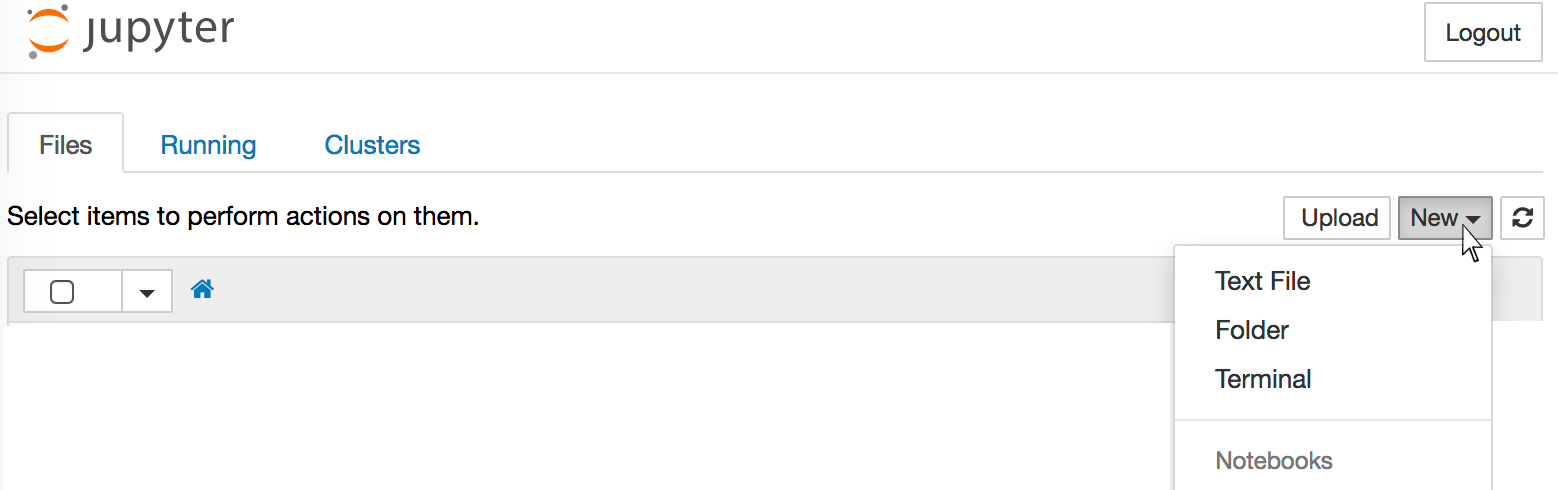 jupyter
Logout
Files Running Clusters
Select items to perform actions on them.
Upload New
Text File
Folder
Terminal
Notebooks